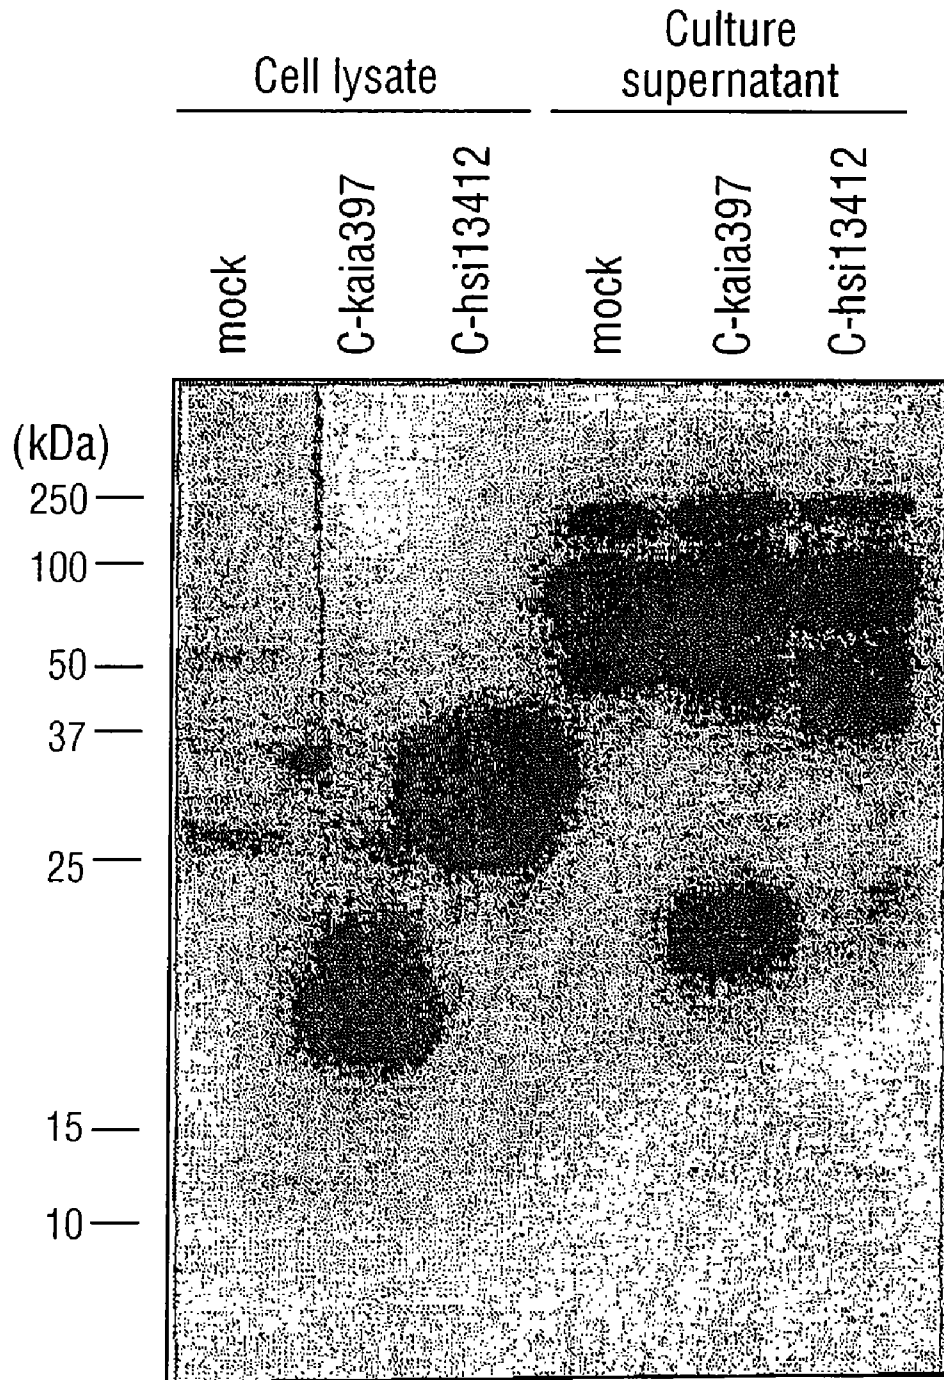 Cell lysate
Culture
supernatant
mock
C-kaia397
C-hsi13412
mock
C-kaia397
C-hsi13412
(kDa)
250
100
50
37
25
15
10